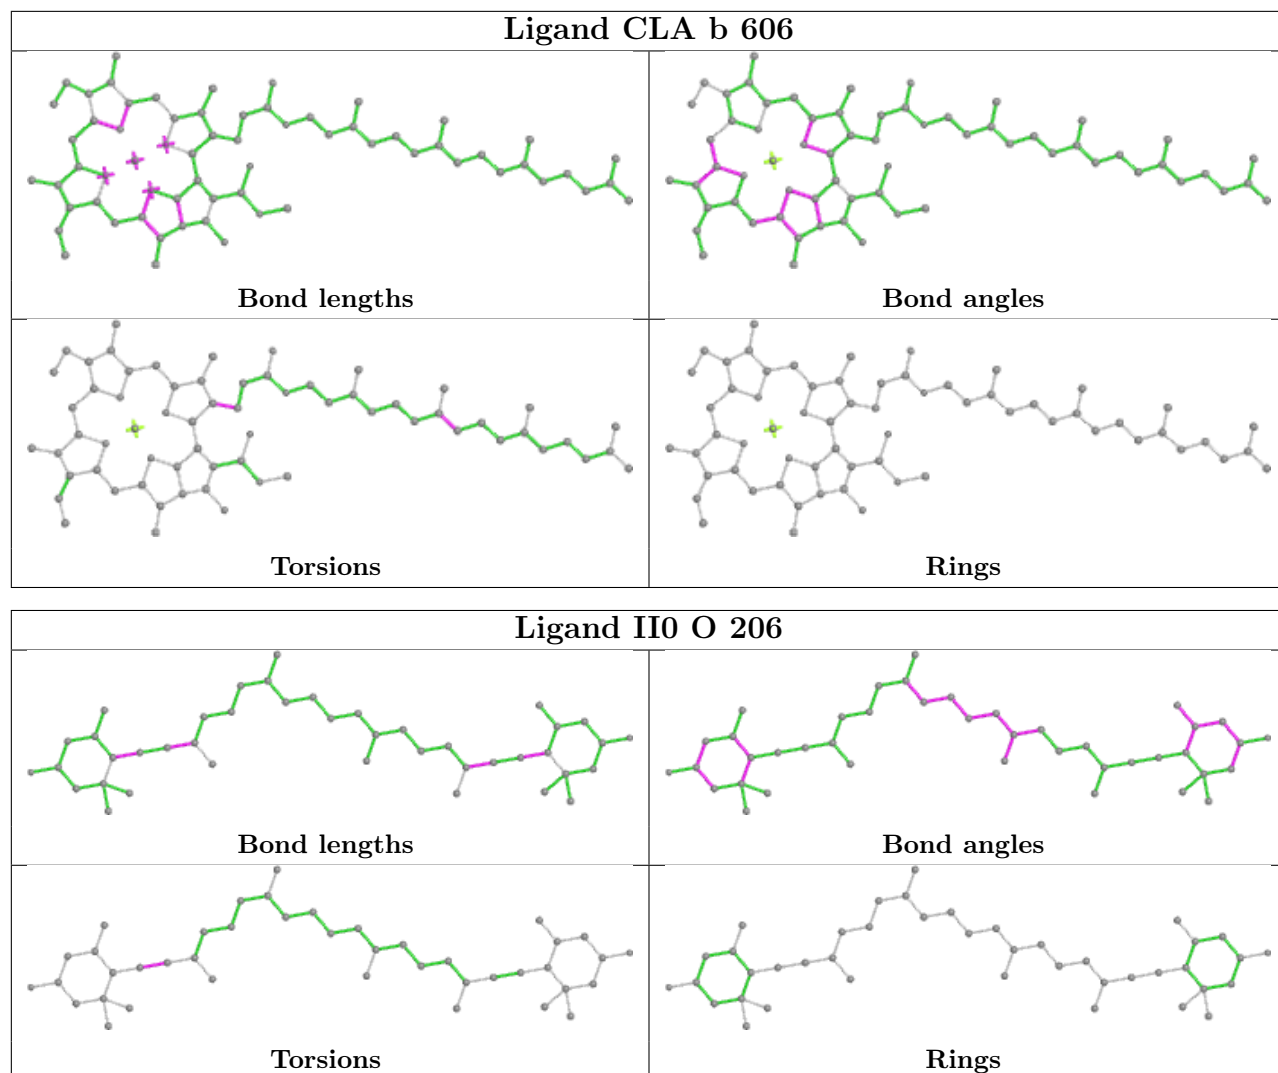 Ligand CLA b 606
Bond lengths
Bond angles
Torsions
Rings
Ligand II0 O 206
Bond lengths
Bond angles
Torsions
Rings